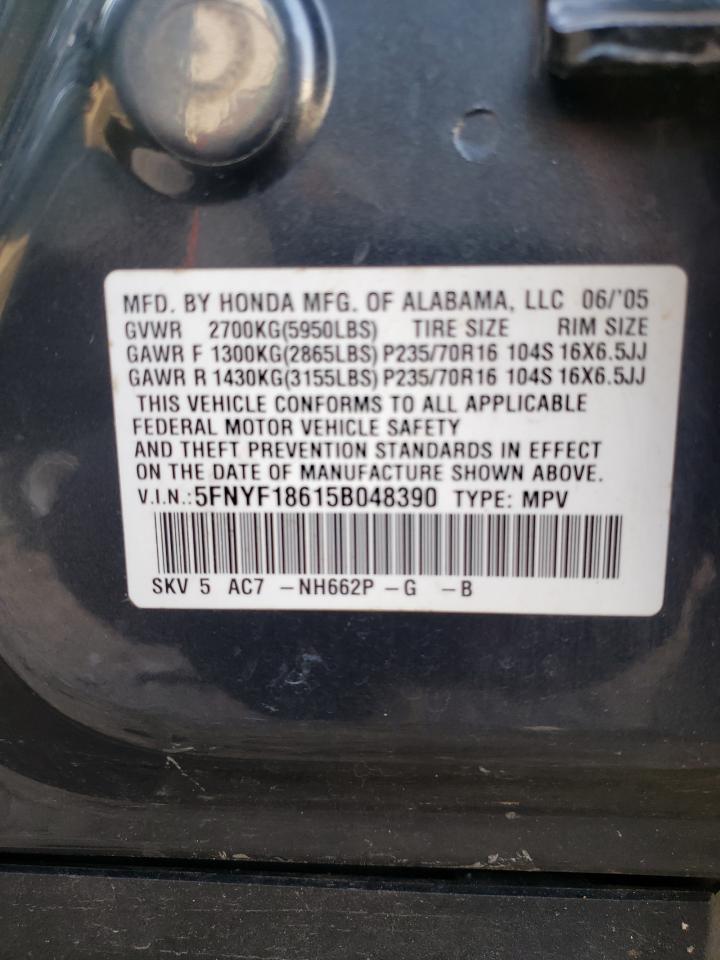 MFD. BY HONDA MFG. OF ALABAMA, LLC 06/'05
GVWR 2700KG(5950LBS) TIRE SIZE RIM SIZE
GAWR F 1300KG(2865LBS) P235/70R16 104S 16X6.5JJ
GAWR R 1430KG(3155LBS) P235/70R16 104S 16X6.5JJ
THIS VEHICLE CONFORMS TO ALL APPLICABLE
FEDERAL MOTOR VEHICLE SAFETY
AND THEFT PREVENTION STANDARDS IN EFFECT
ON THE DATE OF MANUFACTURE SHOWN ABOVE.
V.I.N.:5FNYF18615B048390 TYPE: MPV
SKV 5 AC7 -NH662P -G -B